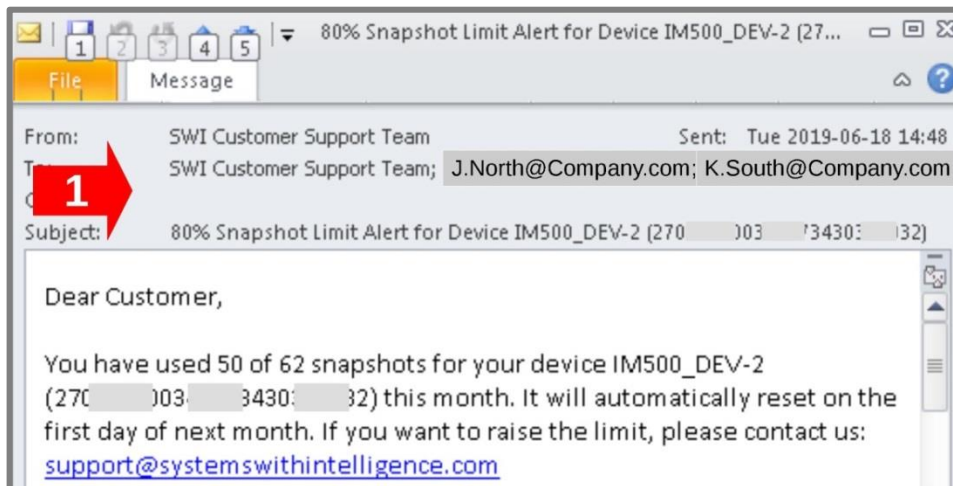 1 2 3 4 5 80% Snapshot Limit Alert for Device IM500_DEV-2 (27...
File Message
From: SWI Customer Support Team Sent: Tue 2019-06-18 14:48
SWI Customer Support Team; J.North@Company.com; K.South@Company.com
1
Subject: 80% Snapshot Limit Alert for Device IM500_DEV-2 (270
Dear Customer,
You have used 50 of 62 snapshots for your device IM500_DEV-2
32) this month. It will automatically reset on the
first day of next month. If you want to raise the limit, please contact us:
support@systemswithintelligence.com